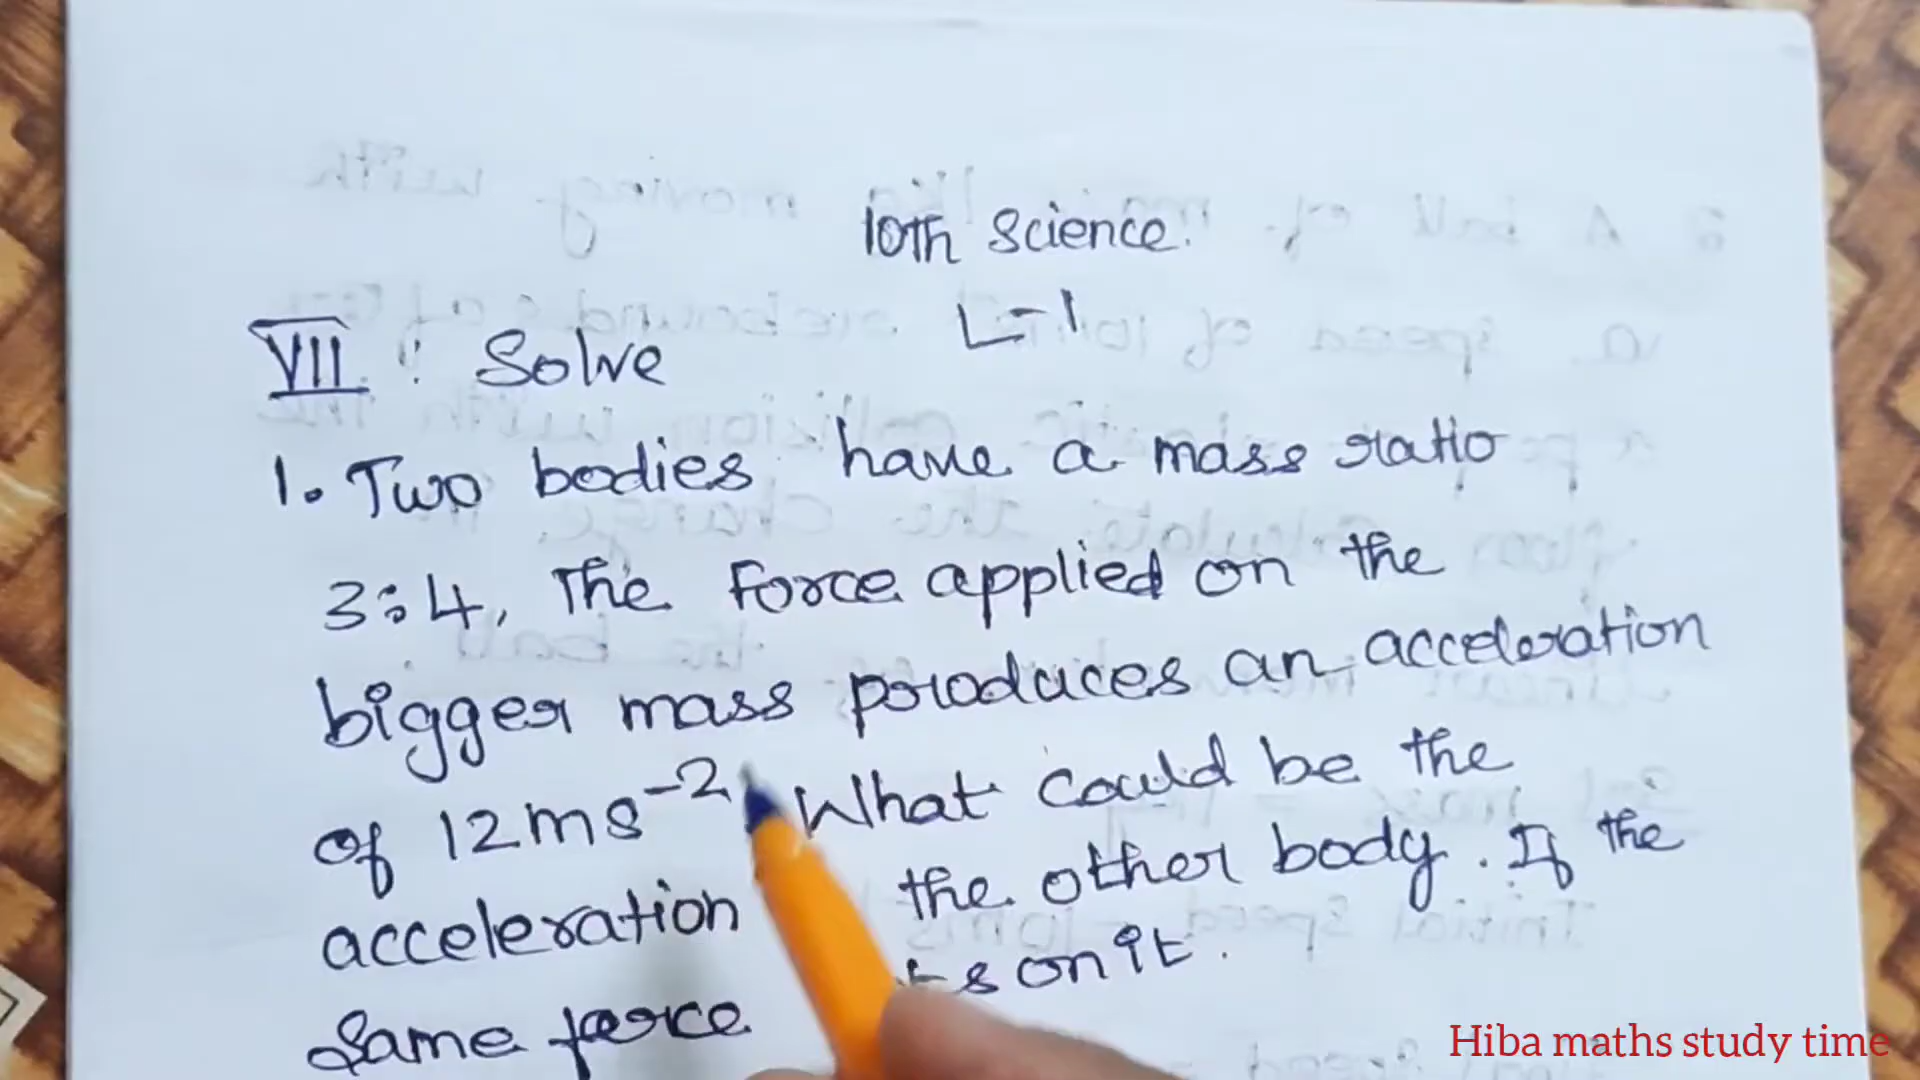 10th Science.
L-1
VII. Solve
1. Two bodies have a mass ratio
3:4, The Force applied on the
bigger mass produces an acceleration
of 12ms⁻² What could be the
acceleration the other body. If the
Same force on it.
Hiba maths study time